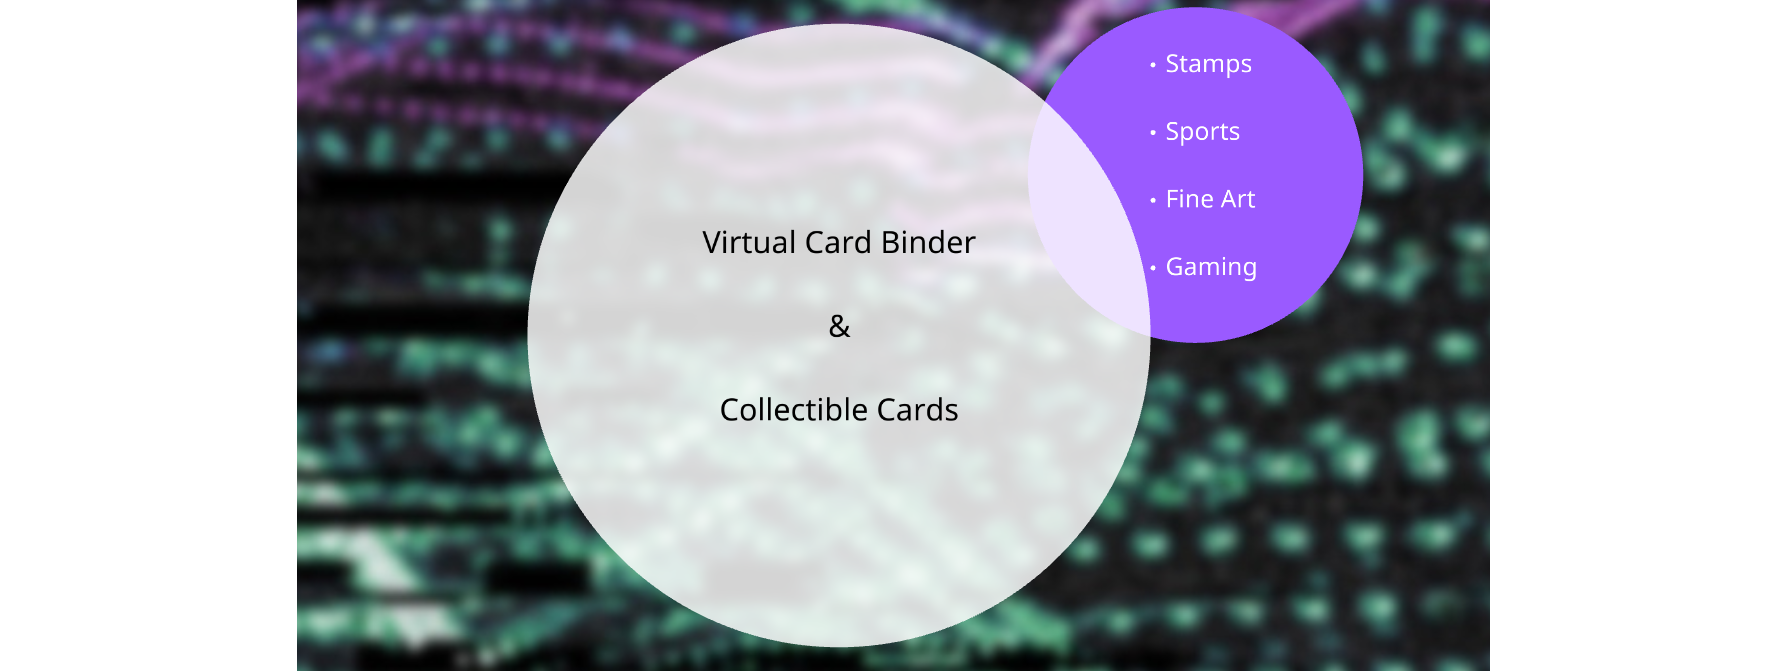 Virtual Card Binder
&
Collectible Cards
• Stamps
• Sports
• Fine Art
• Gaming